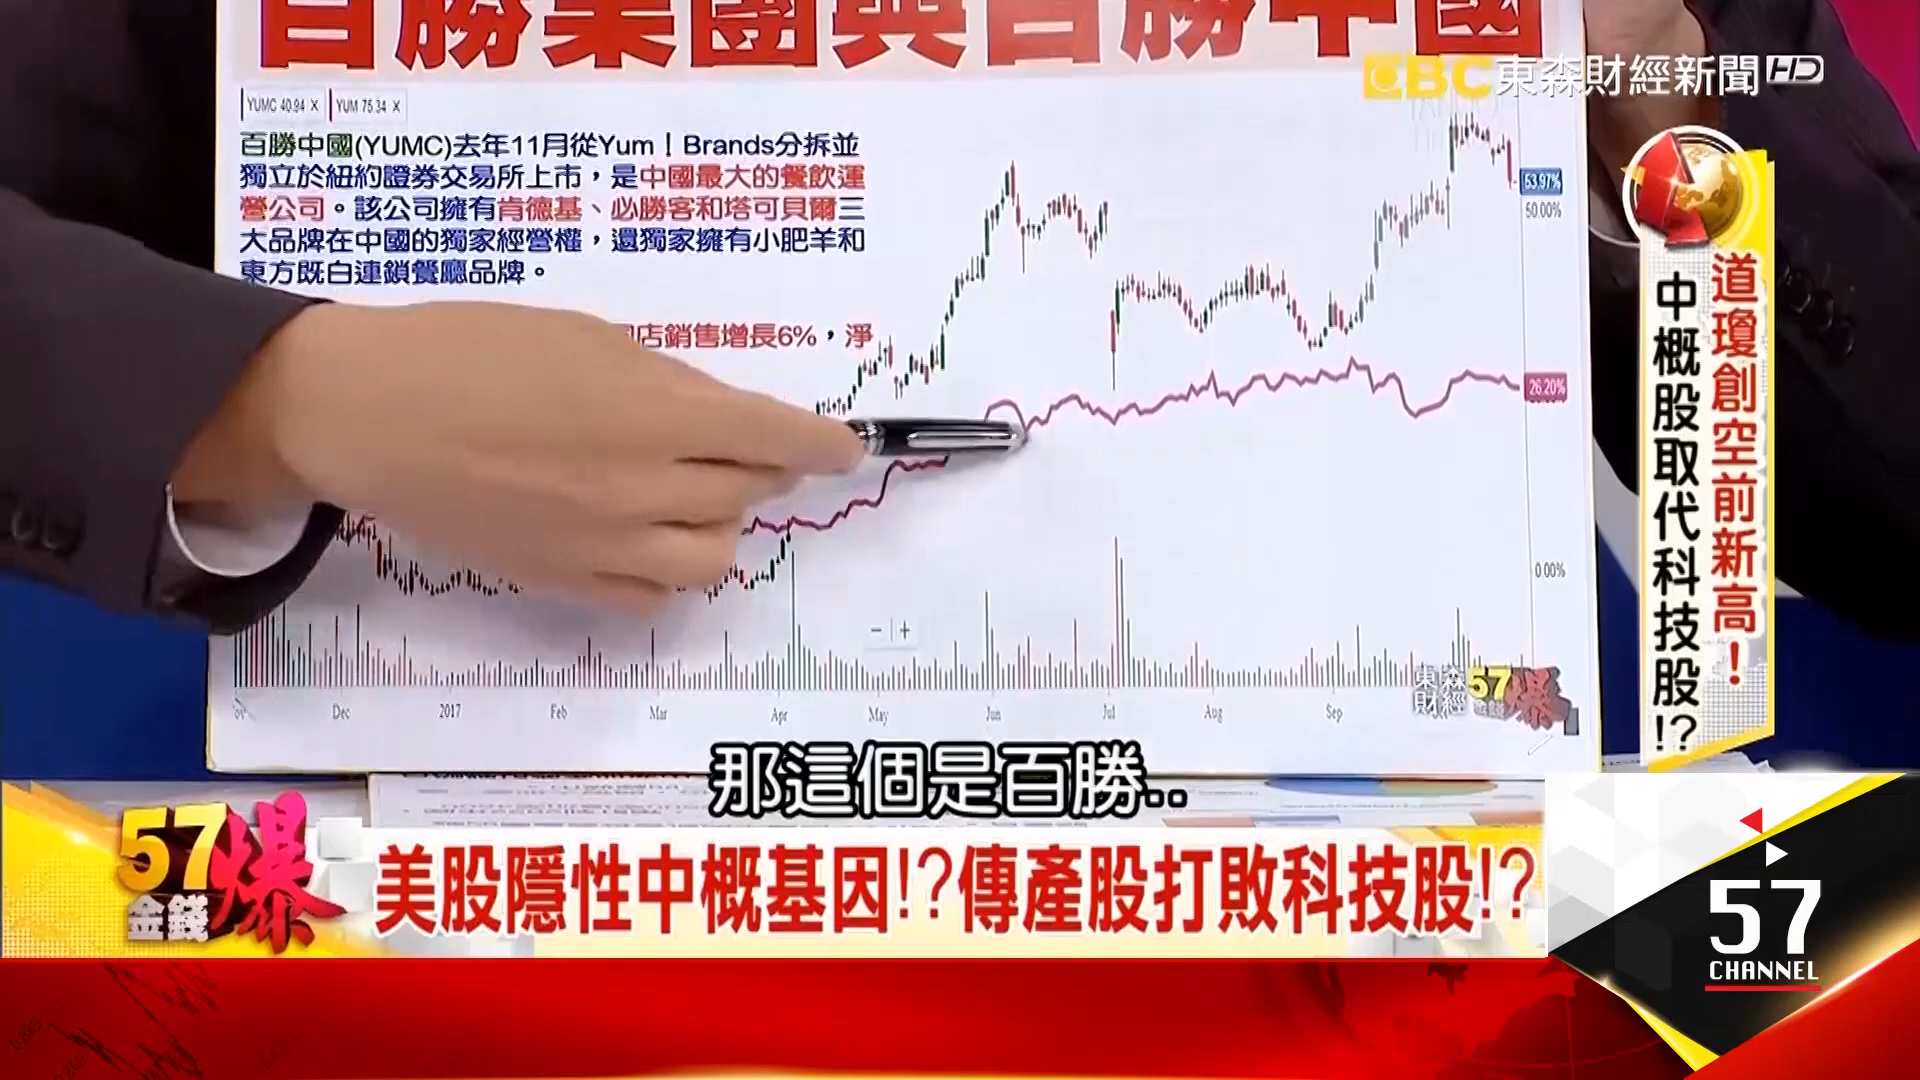 百勝集團與百勝中國
EBC 東森財經新聞 HD
YUMC 40.94 X
YUM 75.34 X
百勝中國(YUMC)去年11月從Yum！Brands分拆並
獨立於紐約證券交易所上市，是中國最大的餐飲運
營公司。該公司擁有肯德基、必勝客和塔可貝爾三
大品牌在中國的獨家經營權，還獨家擁有小肥羊和
東方既白連鎖餐廳品牌。
店銷售增長6%，淨
53.97%
50.00%
26.20%
0.00%
− +
Dec 2017 Feb Mar Apr May Jun Jul Aug Sep
東森財經 57 爆
道瓊創空前新高！
中概股取代科技股!?
那這個是百勝..
57金錢爆
美股隱性中概基因!?傳產股打敗科技股!?
57
CHANNEL